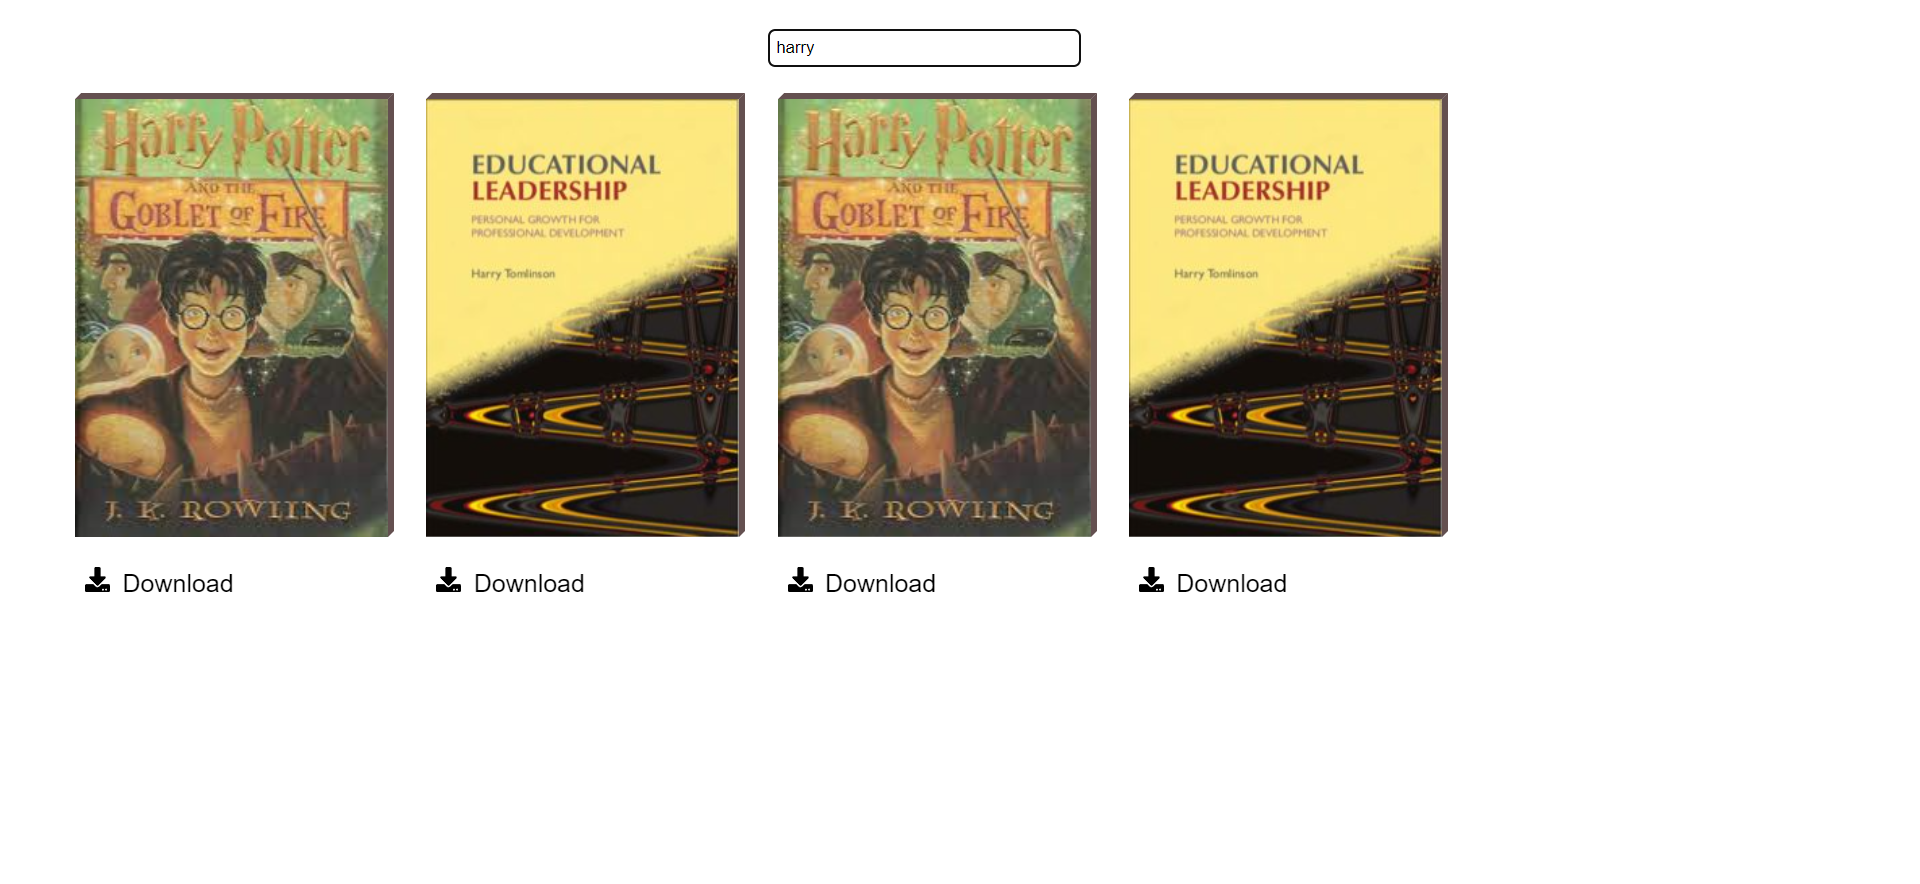 harry
Harry Potter
AND THE
GOBLET OF FIRE
J. K. ROWLING
EDUCATIONAL
LEADERSHIP
PERSONAL GROWTH FOR
PROFESSIONAL DEVELOPMENT
Harry Tomlinson
Harry Potter
AND THE
GOBLET OF FIRE
J. K. ROWLING
EDUCATIONAL
LEADERSHIP
PERSONAL GROWTH FOR
PROFESSIONAL DEVELOPMENT
Harry Tomlinson
Download
Download
Download
Download